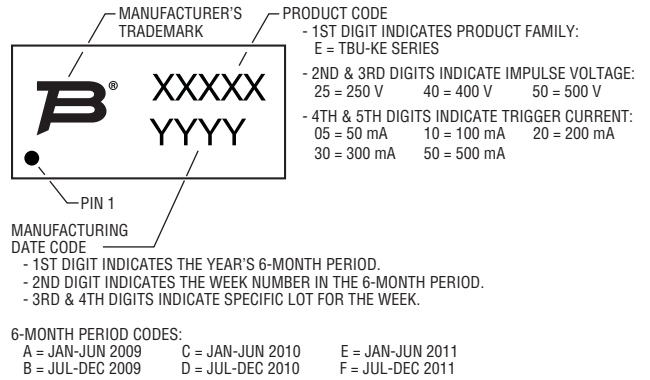 MANUFACTURER'S
TRADEMARK
PRODUCT CODE
- 1ST DIGIT INDICATES PRODUCT FAMILY:
E = TBU-KE SERIES
- 2ND & 3RD DIGITS INDICATE IMPULSE VOLTAGE:
25 = 250 V 40 = 400 V 50 = 500 V
- 4TH & 5TH DIGITS INDICATE TRIGGER CURRENT:
05 = 50 mA 10 = 100 mA 20 = 200 mA
30 = 300 mA 50 = 500 mA
B®
XXXXX
YYYY
PIN 1
MANUFACTURING
DATE CODE
- 1ST DIGIT INDICATES THE YEAR'S 6-MONTH PERIOD.
- 2ND DIGIT INDICATES THE WEEK NUMBER IN THE 6-MONTH PERIOD.
- 3RD & 4TH DIGITS INDICATE SPECIFIC LOT FOR THE WEEK.
6-MONTH PERIOD CODES:
A = JAN-JUN 2009 C = JAN-JUN 2010 E = JAN-JUN 2011
B = JUL-DEC 2009 D = JUL-DEC 2010 F = JUL-DEC 2011